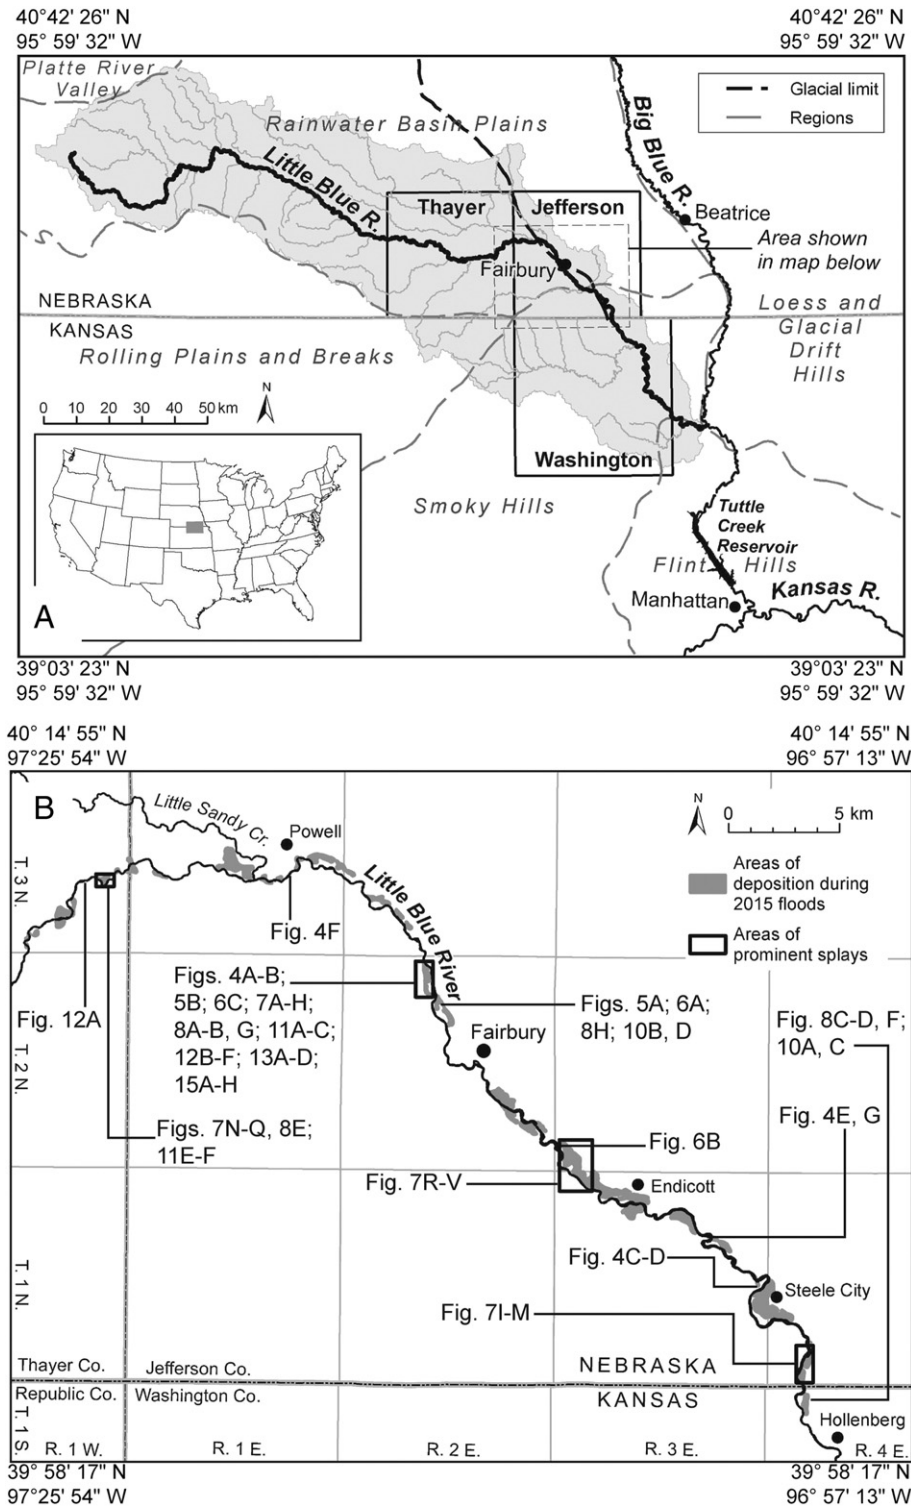 40°42' 26" N
95° 59' 32" W
40°42' 26" N
95° 59' 32" W
Platte River
Valley
Rainwater Basin Plains
Glacial limit
Regions
Big Blue R.
Little Blue R.
Thayer
Jefferson
Beatrice
Fairbury
Area shown
in map below
NEBRASKA
KANSAS
Loess and
Glacial
Drift
Hills
Rolling Plains and Breaks
N
0 10 20 30 40 50 km
Washington
Smoky Hills
Tuttle
Creek
Reservoir
Flint Hills
Manhattan
Kansas R.
A
39°03' 23" N
95° 59' 32" W
39°03' 23" N
95° 59' 32" W
40° 14' 55" N
97°25' 54" W
40° 14' 55" N
96° 57' 13" W
B
Little Sandy Cr.
Powell
N
0 5 km
Areas of
deposition during
2015 floods
Areas of
prominent splays
T. 3 N.
Little Blue River
Fig. 4F
Figs. 4A-B;
5B; 6C; 7A-H;
8A-B, G; 11A-C;
12B-F; 13A-D;
15A-H
Fig. 12A
Figs. 5A; 6A;
8H; 10B, D
Fig. 8C-D, F;
10A, C
Fairbury
T. 2 N.
Figs. 7N-Q, 8E;
11E-F
Fig. 4E, G
Fig. 6B
Fig. 7R-V
Endicott
Fig. 4C-D
Steele City
T. 1 N.
Fig. 7I-M
Thayer Co.
Jefferson Co.
NEBRASKA
Republic Co.
Washington Co.
KANSAS
T. 1 S.
Hollenberg
R. 1 W.
R. 1 E.
R. 2 E.
R. 3 E.
R. 4 E.
39° 58' 17" N
97°25' 54" W
39° 58' 17" N
96° 57' 13" W